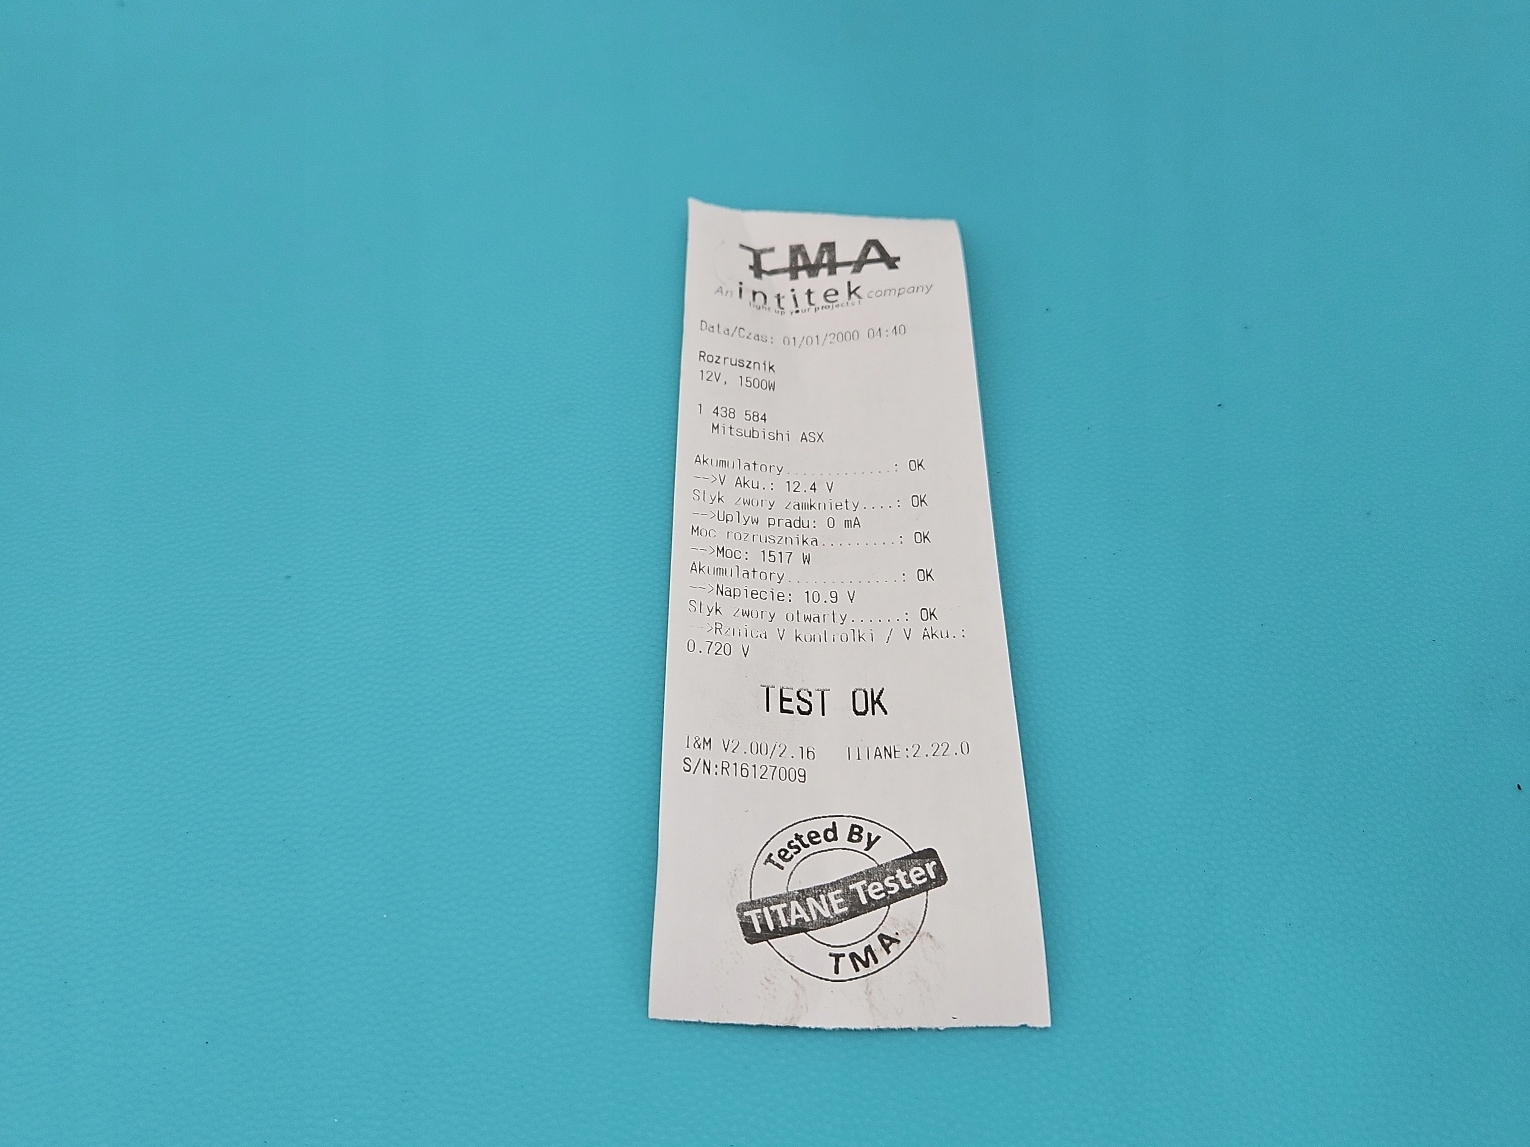 TMA
An intitek company
light up your projects!
Data/Czas: 01/01/2000 04:40
Rozrusznik
12V, 1500W
1 438 584
Mitsubishi ASX
Akumulatory.............: OK
-->V Aku.: 12.4 V
Styk zwory zamkniety....: OK
-->Uplyw pradu: 0 mA
Moc rozrusznika.........: OK
-->Moc: 1517 W
Akumulatory.............: OK
-->Napiecie: 10.9 V
Styk zwory otwarty......: OK
-->Rznica V kontrolki / V Aku.:
0.720 V
TEST OK
I&M V2.00/2.16 TITANE:2.22.0
S/N:R16127009
Tested By
TITANE Tester
TMA